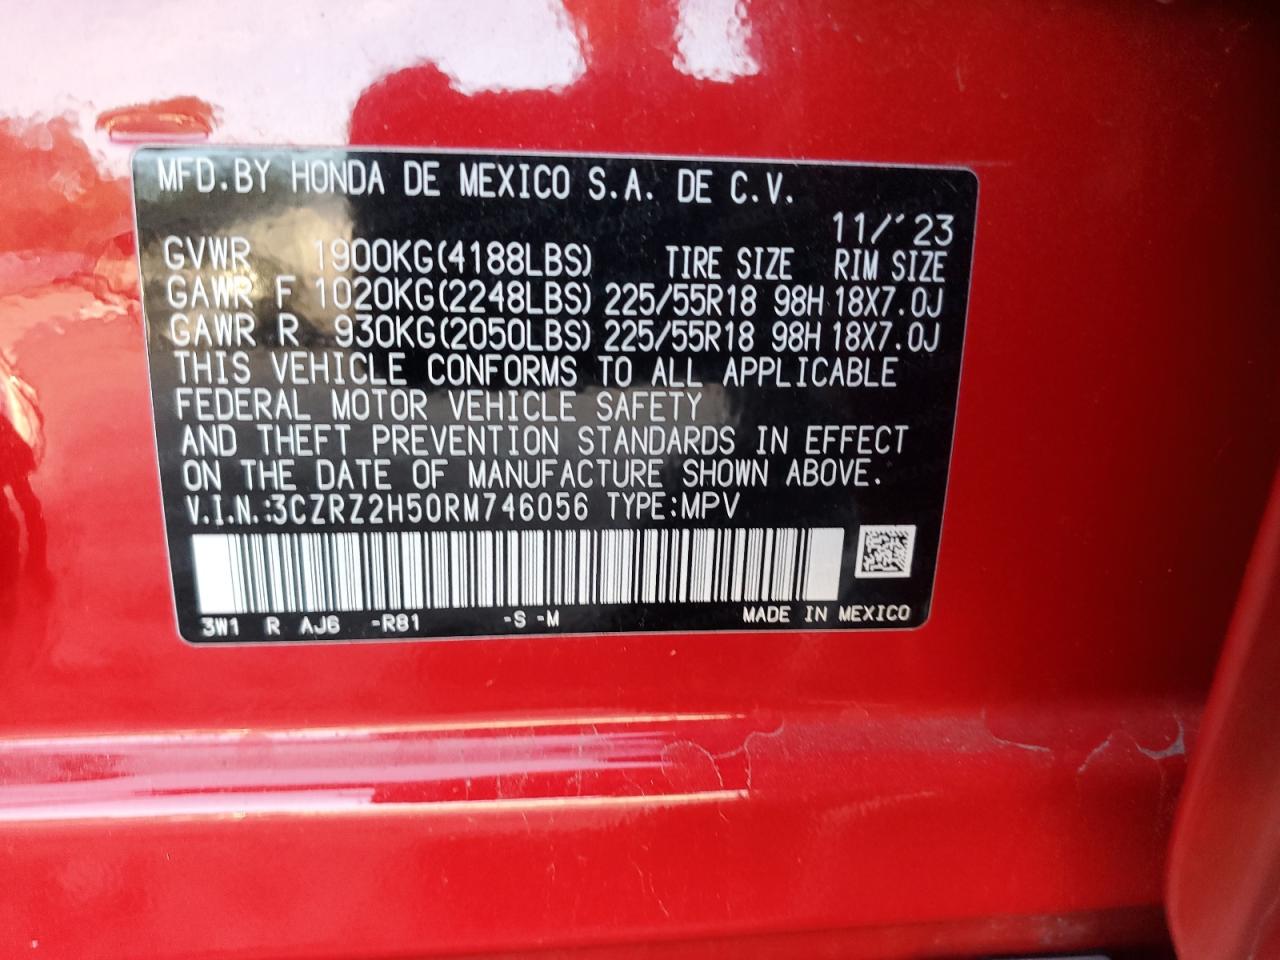 MFD.BY HONDA DE MEXICO S.A. DE C.V.
11/'23
GVWR 1900KG(4188LBS) TIRE SIZE RIM SIZE
GAWR F 1020KG(2248LBS) 225/55R18 98H 18X7.0J
GAWR R 930KG(2050LBS) 225/55R18 98H 18X7.0J
THIS VEHICLE CONFORMS TO ALL APPLICABLE
FEDERAL MOTOR VEHICLE SAFETY
AND THEFT PREVENTION STANDARDS IN EFFECT
ON THE DATE OF MANUFACTURE SHOWN ABOVE.
V.I.N.:3CZRZ2H50RM746056 TYPE:MPV
3W1 R AJ6 -R81 -S -M MADE IN MEXICO